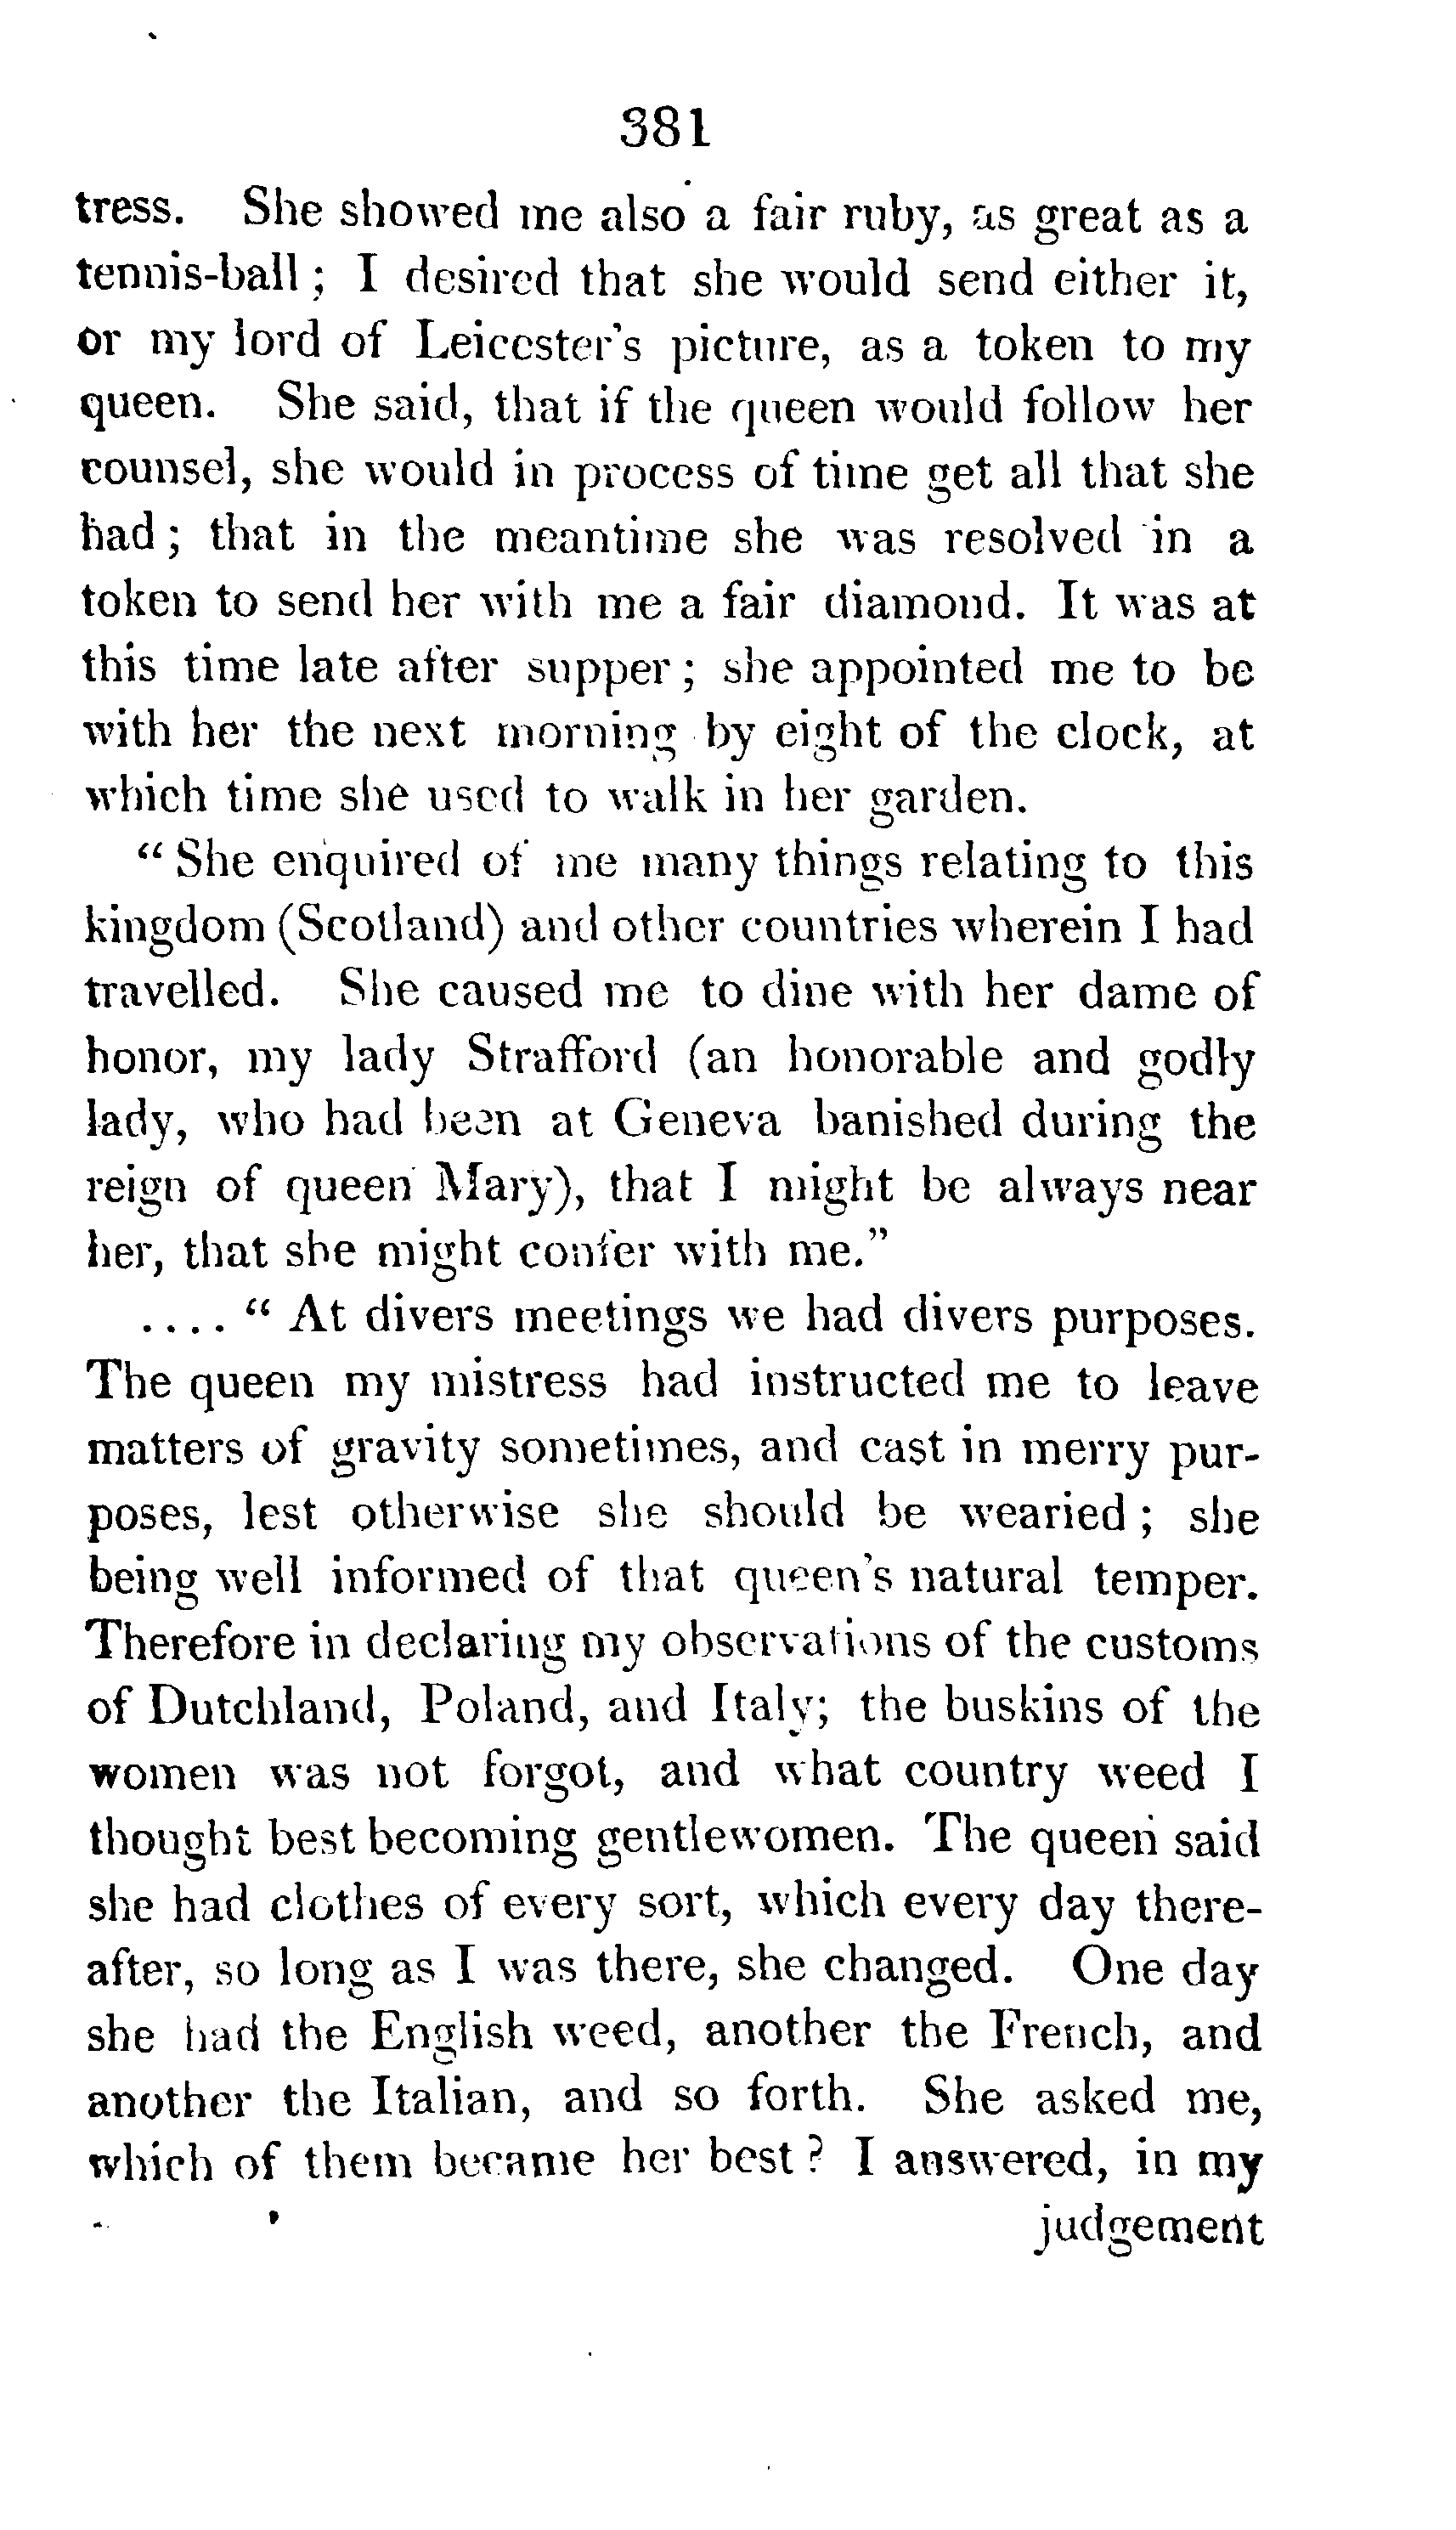 381
tress. She showed me also a fair ruby, as great as a
tennis-ball ; I desired that she would send either it,
or my lord of Leicester's picture, as a token to my
queen. She said, that if the queen would follow her
counsel, she would in process of time get all that she
had ; that in the meantime she was resolved in a
token to send her with me a fair diamond. It was at
this time late after supper ; she appointed me to be
with her the next morning by eight of the clock, at
which time she used to walk in her garden.
“ She enquired of me many things relating to this
kingdom (Scotland) and other countries wherein I had
travelled. She caused me to dine with her dame of
honor, my lady Strafford (an honorable and godly
lady, who had been at Geneva banished during the
reign of queen Mary), that I might be always near
her, that she might confer with me.”
.... “ At divers meetings we had divers purposes.
The queen my mistress had instructed me to leave
matters of gravity sometimes, and cast in merry pur-
poses, lest otherwise she should be wearied ; she
being well informed of that queen's natural temper.
Therefore in declaring my observations of the customs
of Dutchland, Poland, and Italy; the buskins of the
women was not forgot, and what country weed I
thought best becoming gentlewomen. The queen said
she had clothes of every sort, which every day there-
after, so long as I was there, she changed. One day
she had the English weed, another the French, and
another the Italian, and so forth. She asked me,
which of them became her best ? I answered, in my
judgement